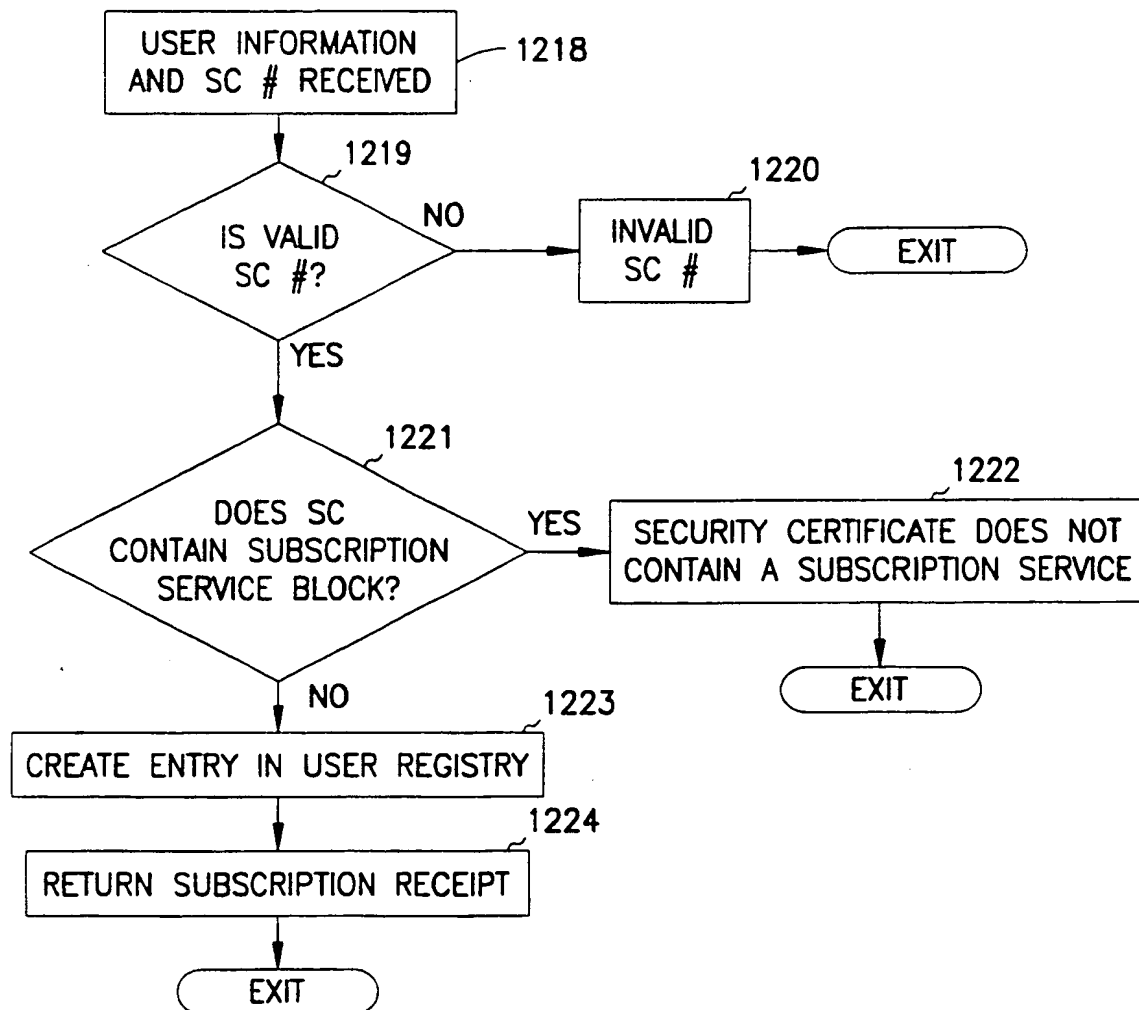 USER INFORMATION
AND SC # RECEIVED
1218
1219
IS VALID
SC #?
NO
1220
INVALID
SC #
EXIT
YES
1221
DOES SC
CONTAIN SUBSCRIPTION
SERVICE BLOCK?
YES
1222
SECURITY CERTIFICATE DOES NOT
CONTAIN A SUBSCRIPTION SERVICE
EXIT
NO
1223
CREATE ENTRY IN USER REGISTRY
1224
RETURN SUBSCRIPTION RECEIPT
EXIT